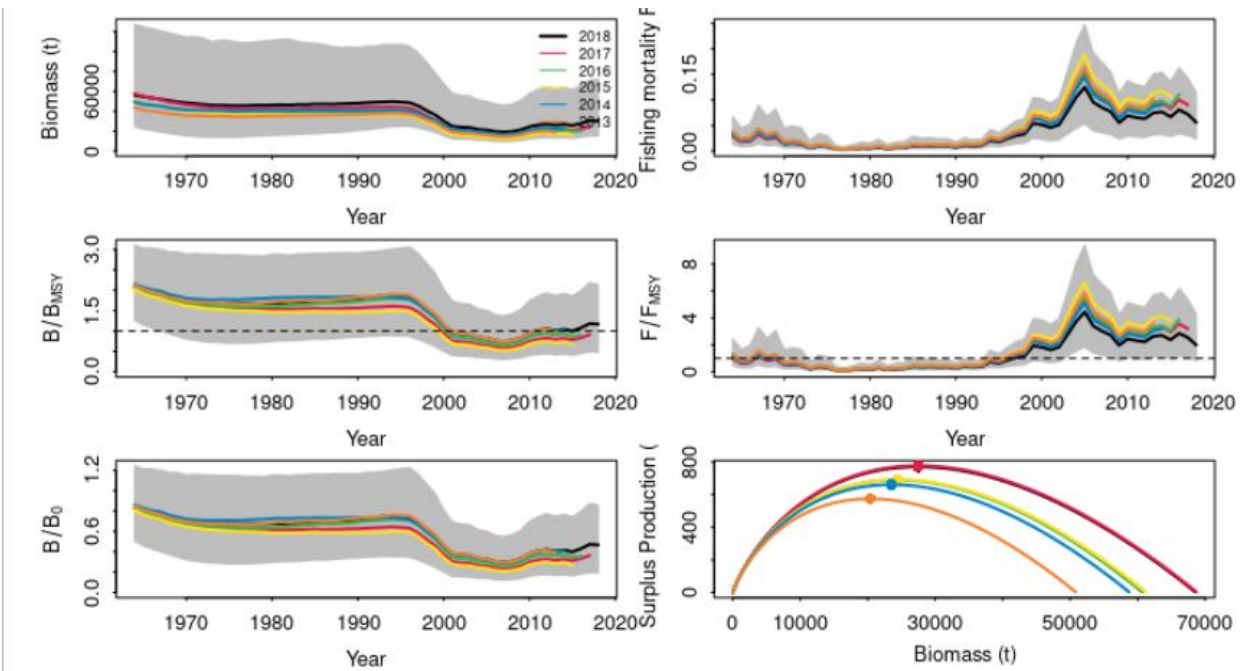 Biomass (t)
0 60000
1970 1980 1990 2000 2010 2020
Year
2018
2017
2016
2015
2014
2013
Fishing mortality F
0.00 0.15
1970 1980 1990 2000 2010 2020
Year
B/BMSY
0.0 1.5 3.0
1970 1980 1990 2000 2010 2020
Year
F/FMSY
0 4 8
1970 1980 1990 2000 2010 2020
Year
B/B0
0.0 0.6 1.2
1970 1980 1990 2000 2010 2020
Year
Surplus Production (
0 400 800
0 10000 30000 50000 70000
Biomass (t)